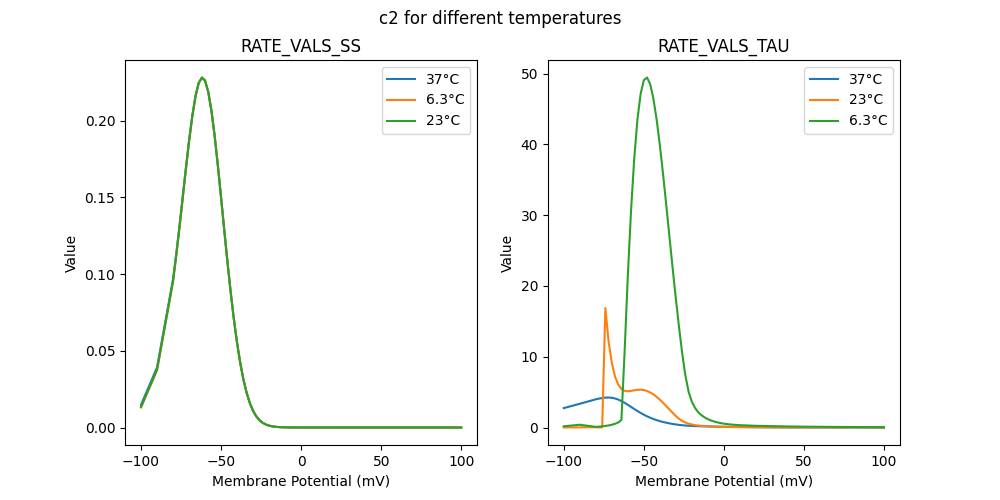 c2 for different temperatures
RATE_VALS_SS
37°C
6.3°C
23°C
0.20
0.15
0.10
0.05
0.00
Value
−100
−50
0
50
100
Membrane Potential (mV)
RATE_VALS_TAU
37°C
23°C
6.3°C
50
40
30
20
10
0
Value
−100
−50
0
50
100
Membrane Potential (mV)